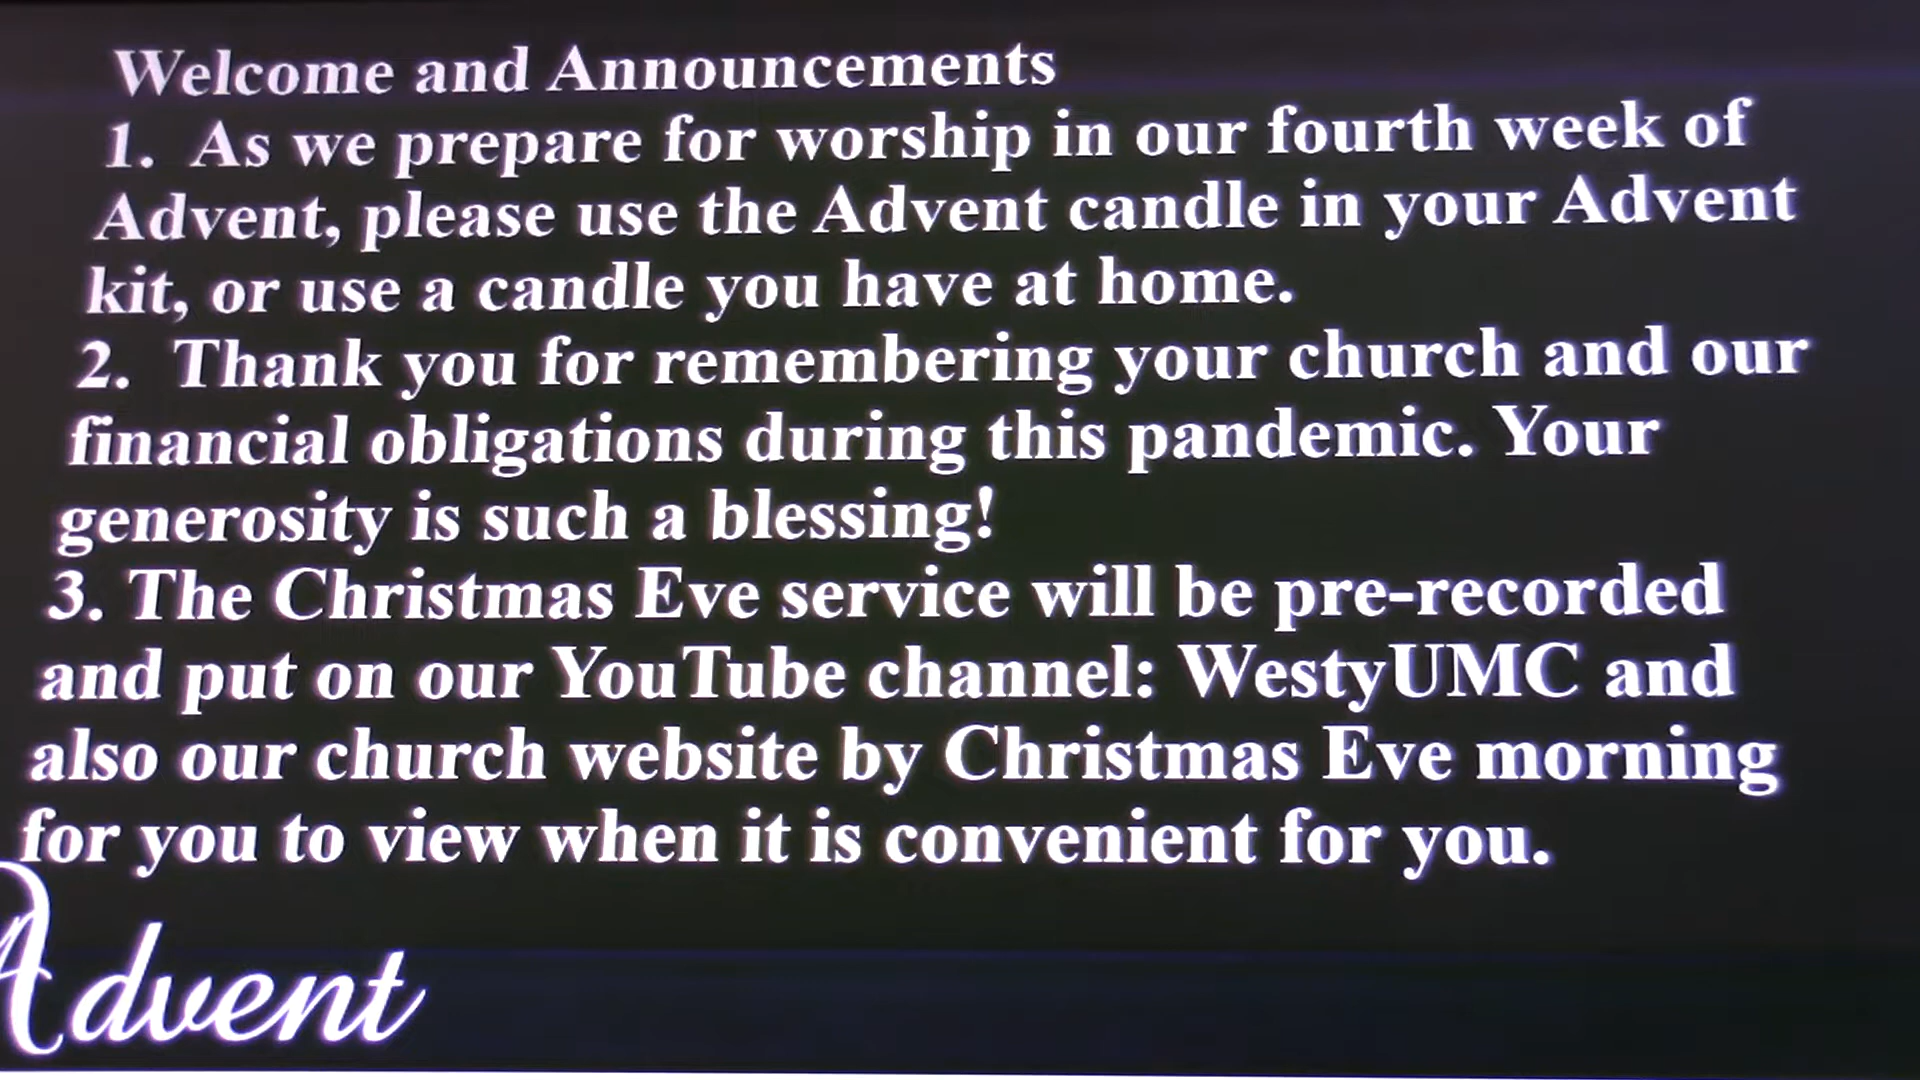 Welcome and Announcements
1. As we prepare for worship in our fourth week of
Advent, please use the Advent candle in your Advent
kit, or use a candle you have at home.
2. Thank you for remembering your church and our
financial obligations during this pandemic. Your
generosity is such a blessing!
3. The Christmas Eve service will be pre-recorded
and put on our YouTube channel: WestyUMC and
also our church website by Christmas Eve morning
for you to view when it is convenient for you.
Advent